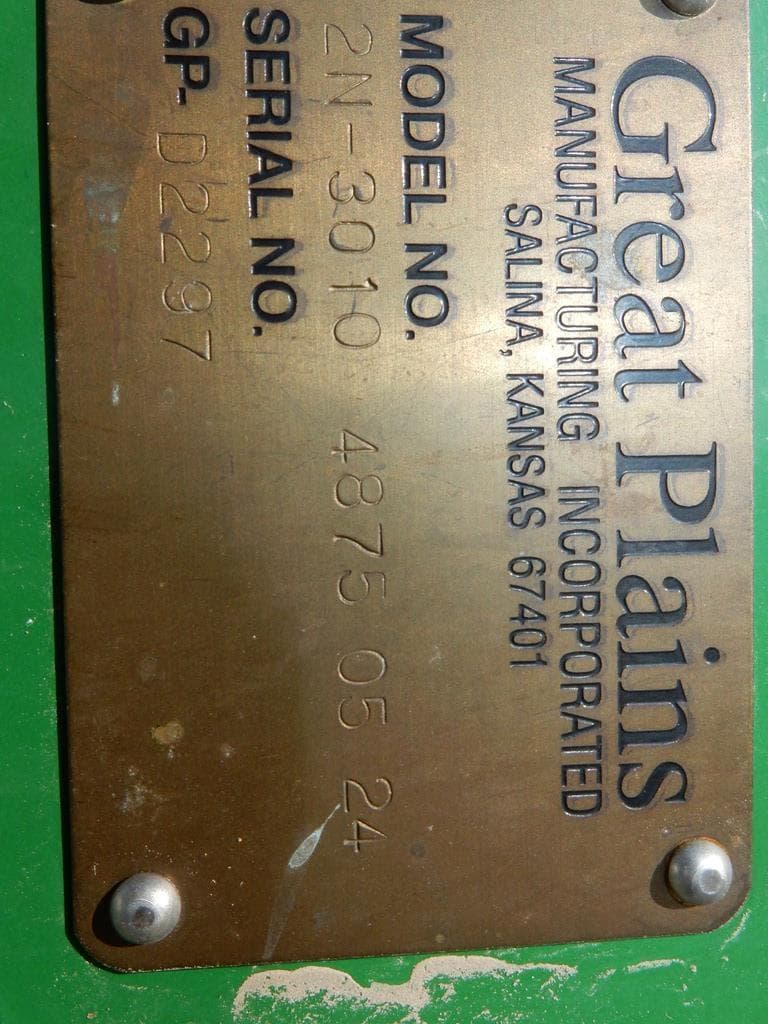 Great Plains
MANUFACTURING INCORPORATED
SALINA, KANSAS 67401
MODEL NO.
2N-3010 4875 05 24
SERIAL NO.
GP- D2297